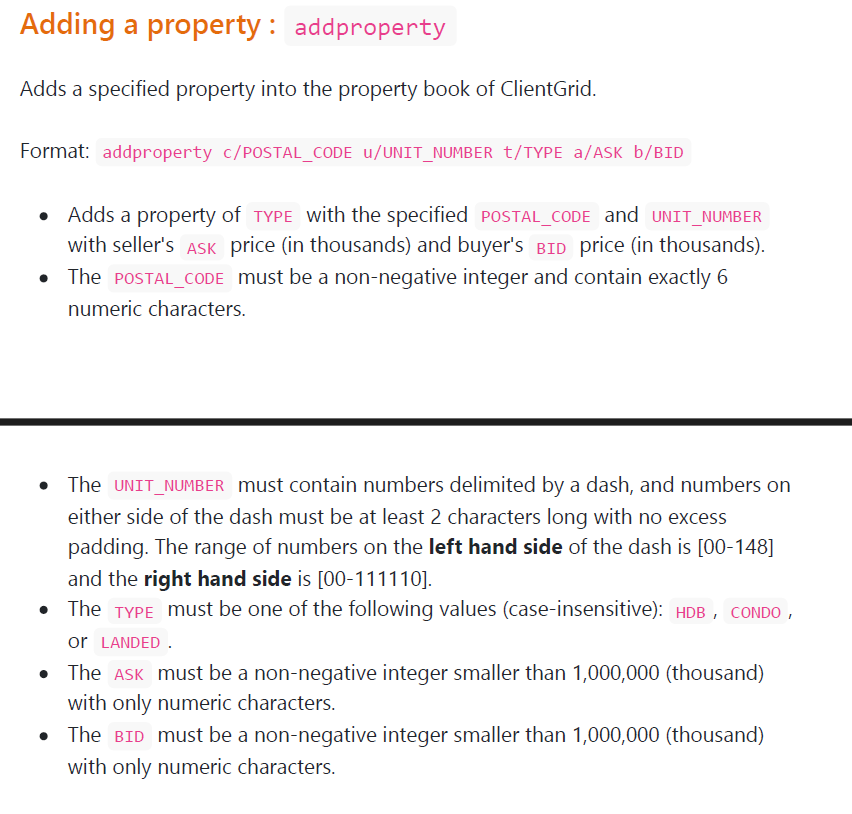 Adding a property : addproperty
Adds a specified property into the property book of ClientGrid.
Format: addproperty c/POSTAL_CODE u/UNIT_NUMBER t/TYPE a/ASK b/BID
• Adds a property of TYPE with the specified POSTAL_CODE and UNIT_NUMBER
with seller's ASK price (in thousands) and buyer's BID price (in thousands).
• The POSTAL_CODE must be a non-negative integer and contain exactly 6
numeric characters.
• The UNIT_NUMBER must contain numbers delimited by a dash, and numbers on
either side of the dash must be at least 2 characters long with no excess
padding. The range of numbers on the left hand side of the dash is [00-148]
and the right hand side is [00-111110].
• The TYPE must be one of the following values (case-insensitive): HDB , CONDO ,
or LANDED .
• The ASK must be a non-negative integer smaller than 1,000,000 (thousand)
with only numeric characters.
• The BID must be a non-negative integer smaller than 1,000,000 (thousand)
with only numeric characters.